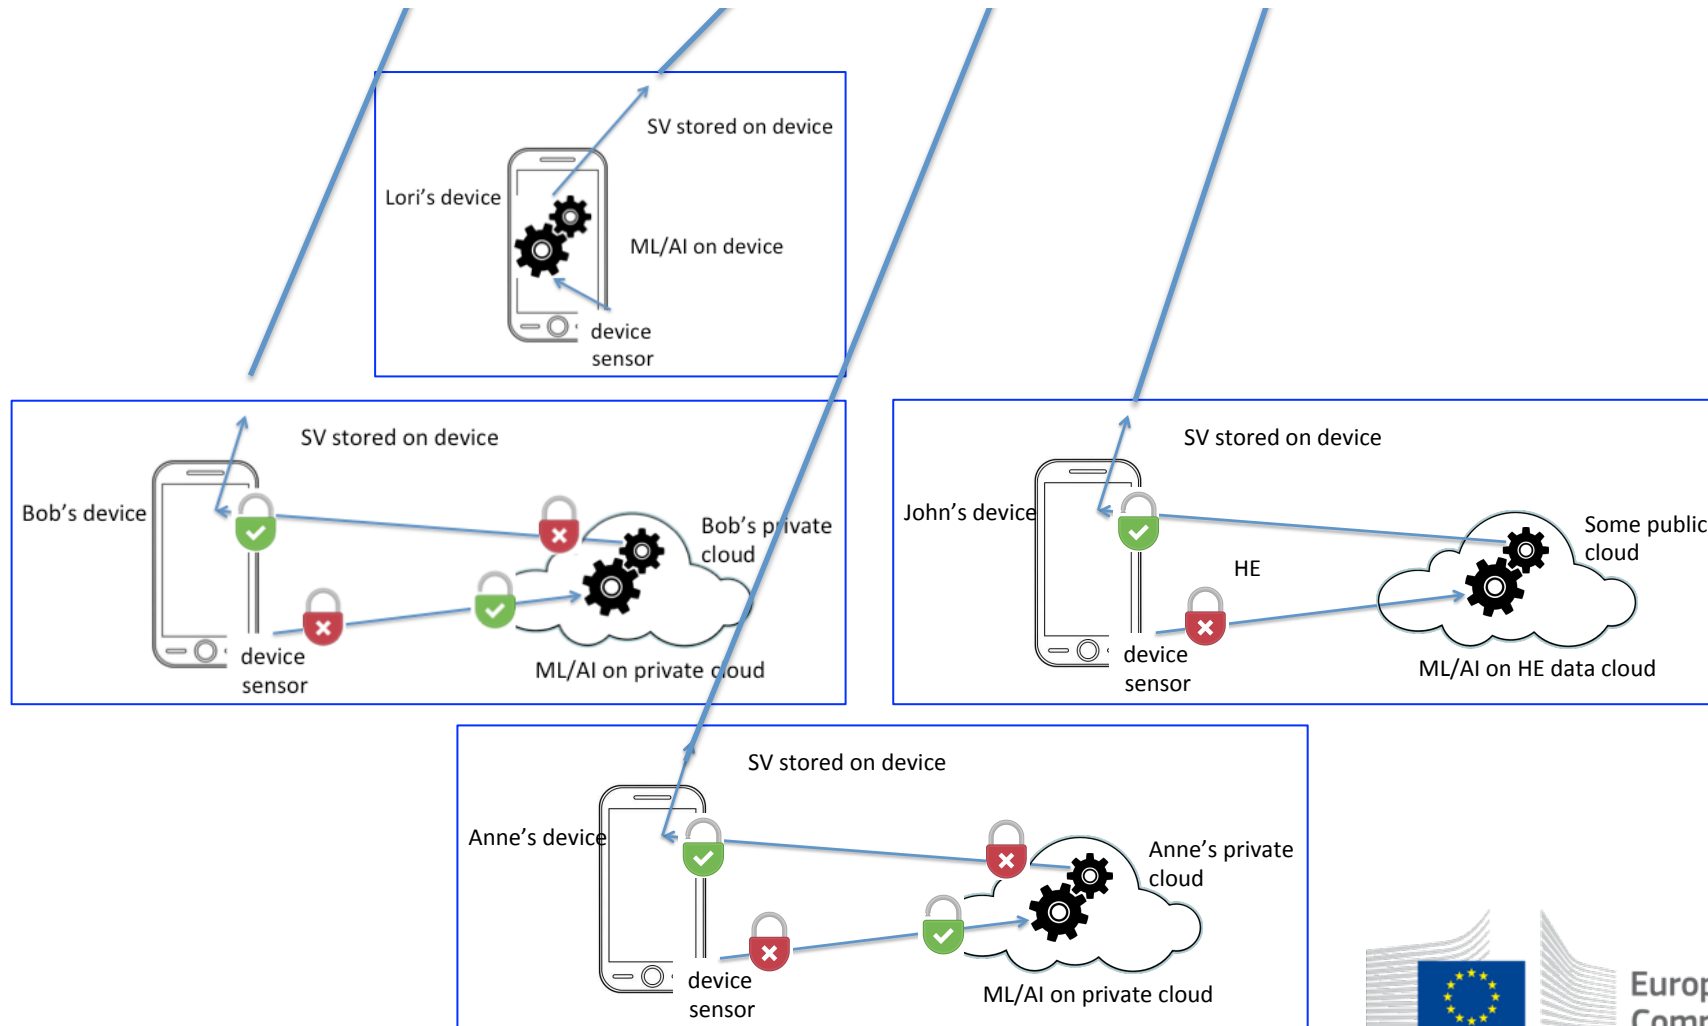 SV stored on device
Lori's device
ML/AI on device
device
sensor
SV stored on device
Bob's device
Bob's private
cloud
device
sensor
ML/AI on private cloud
SV stored on device
John's device
Some public
cloud
HE
device
sensor
ML/AI on HE data cloud
SV stored on device
Anne's device
Anne's private
cloud
device
sensor
ML/AI on private cloud